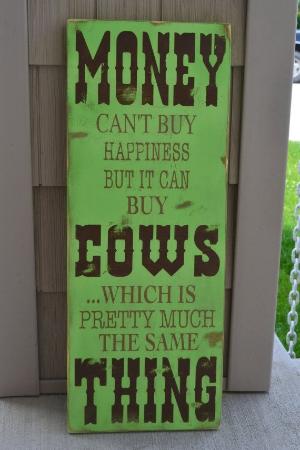 MONEY
CAN'T BUY
HAPPINESS
BUT IT CAN
BUY
COWS
...WHICH IS
PRETTY MUCH
THE SAME
THING